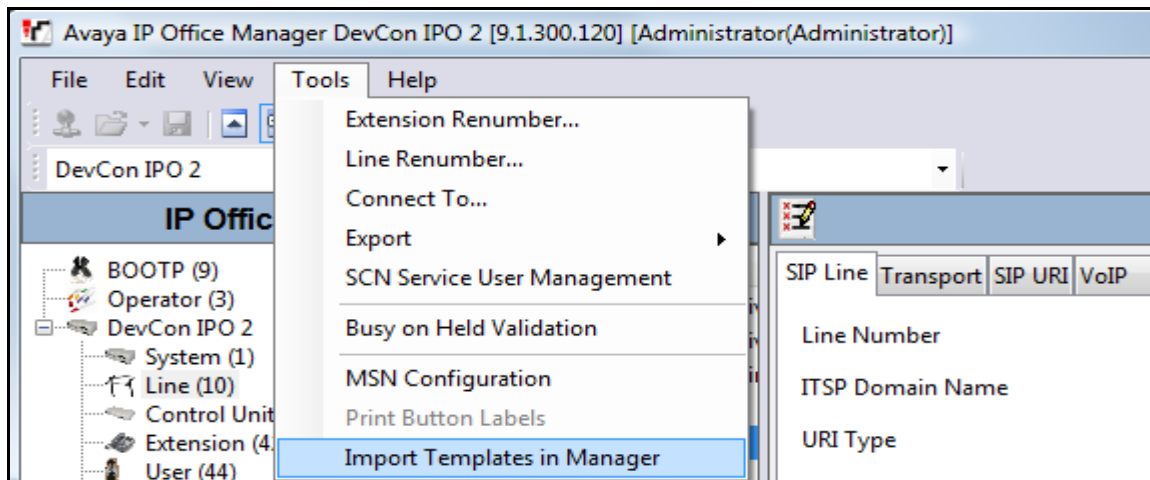 Avaya IP Office Manager DevCon IPO 2 [9.1.300.120] [Administrator(Administrator)]
File Edit View Tools Help
DevCon IPO 2
IP Offic
BOOTP (9)
Operator (3)
DevCon IPO 2
System (1)
Line (10)
Control Unit
Extension (4
User (44)
Extension Renumber...
Line Renumber...
Connect To...
Export
SCN Service User Management
Busy on Held Validation
MSN Configuration
Print Button Labels
Import Templates in Manager
SIP Line Transport SIP URI VoIP
Line Number
ITSP Domain Name
URI Type